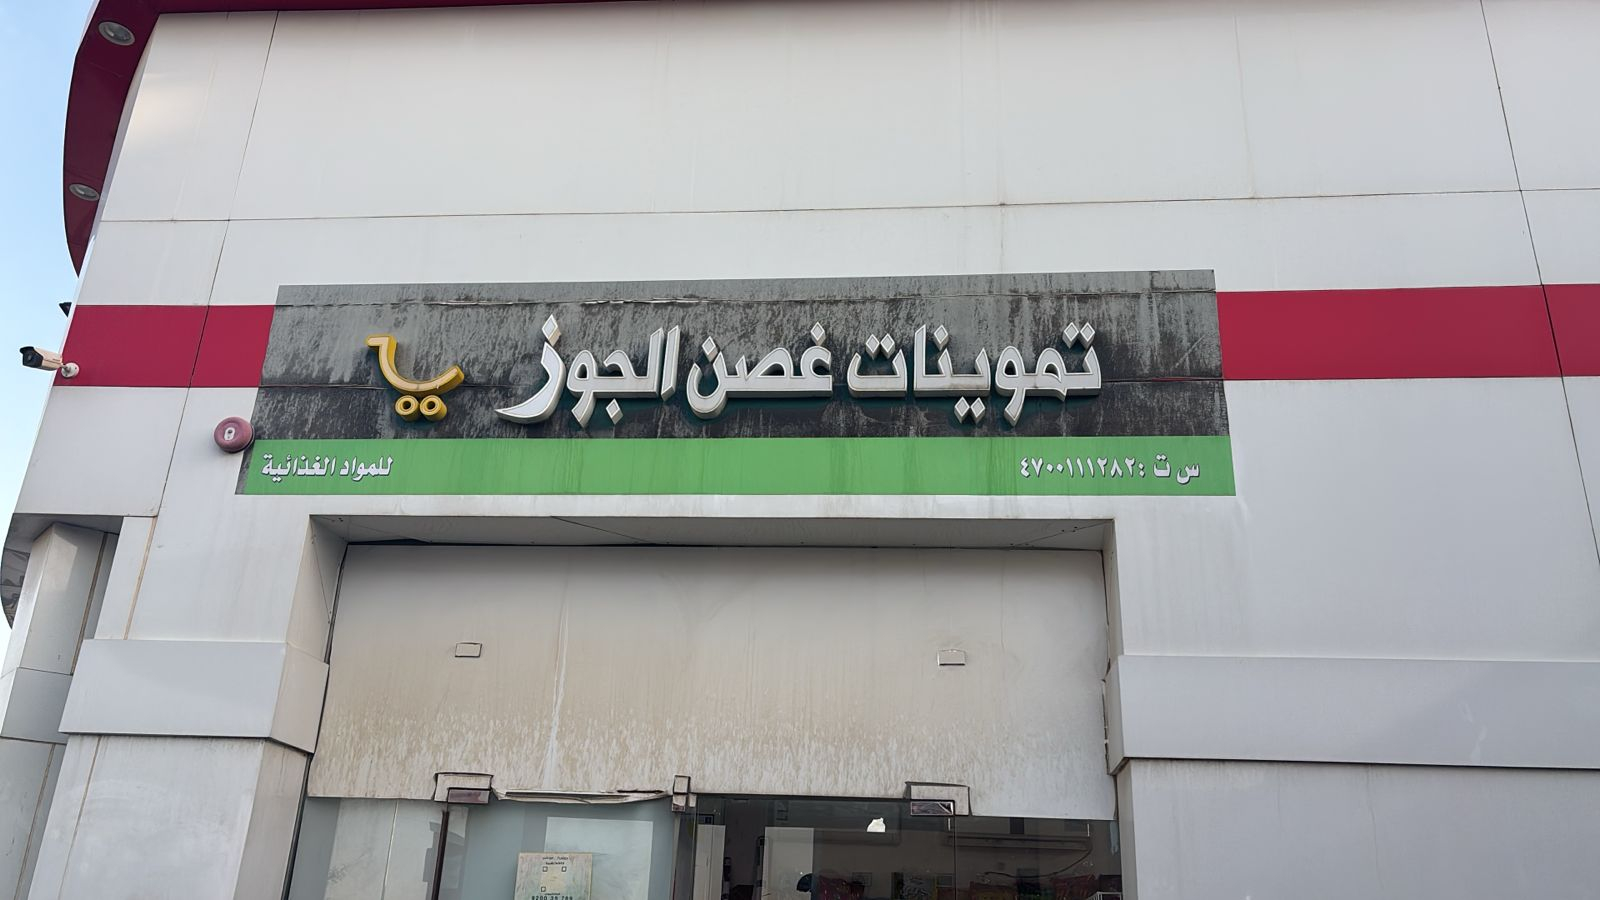 تموينات غصن الجوز
س ت :٤٧٠٠١١١٢٨٢
للمواد الغذائية